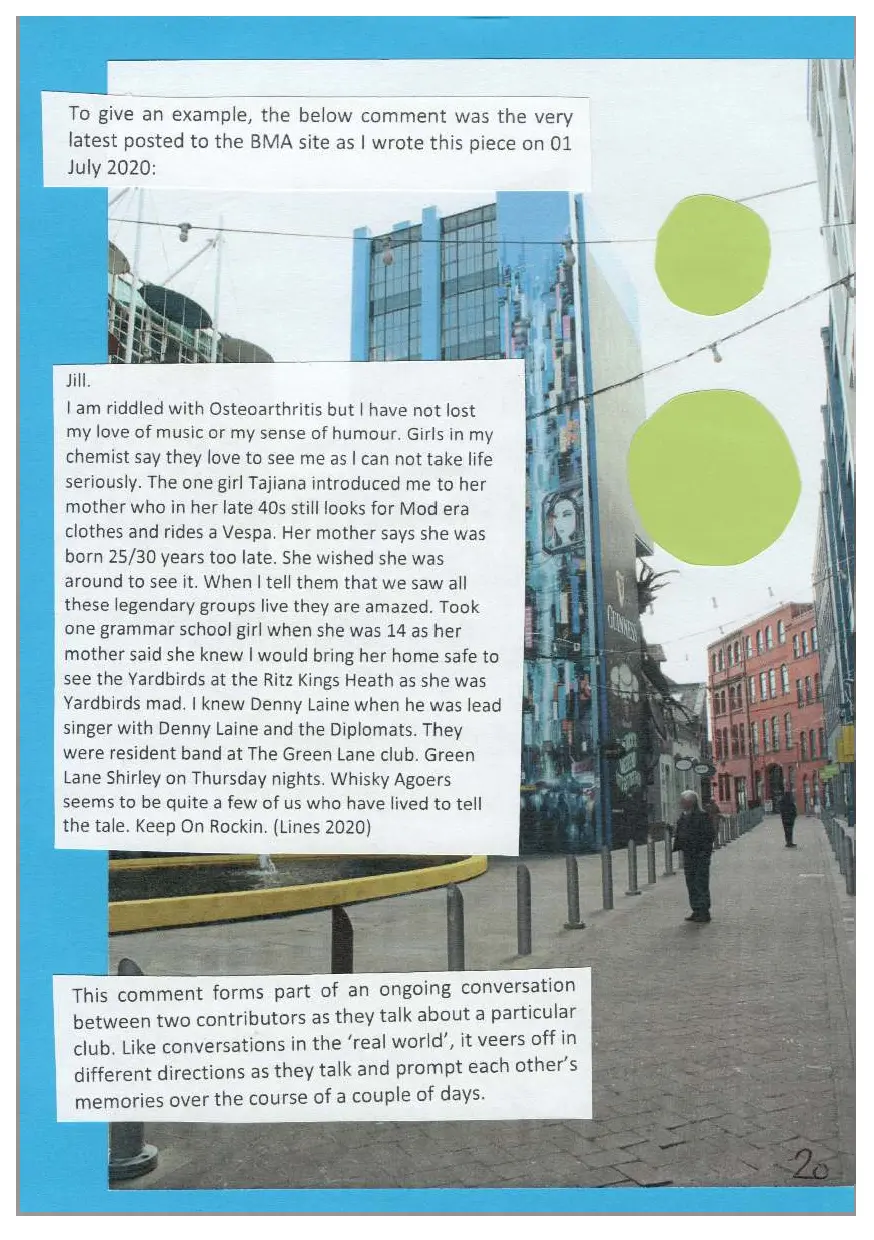 To give an example, the below comment was the very
latest posted to the BMA site as I wrote this piece on 01
July 2020:
Jill.
I am riddled with Osteoarthritis but I have not lost
my love of music or my sense of humour. Girls in my
chemist say they love to see me as I can not take life
seriously. The one girl Tajiana introduced me to her
mother who in her late 40s still looks for Mod era
clothes and rides a Vespa. Her mother says she was
born 25/30 years too late. She wished she was
around to see it. When I tell them that we saw all
these legendary groups live they are amazed. Took
one grammar school girl when she was 14 as her
mother said she knew I would bring her home safe to
see the Yardbirds at the Ritz Kings Heath as she was
Yardbirds mad. I knew Denny Laine when he was lead
singer with Denny Laine and the Diplomats. They
were resident band at The Green Lane club. Green
Lane Shirley on Thursday nights. Whisky Agoers
seems to be quite a few of us who have lived to tell
the tale. Keep On Rockin. (Lines 2020)
GUINNESS
This comment forms part of an ongoing conversation
between two contributors as they talk about a particular
club. Like conversations in the ‘real world’, it veers off in
different directions as they talk and prompt each other’s
memories over the course of a couple of days.
20